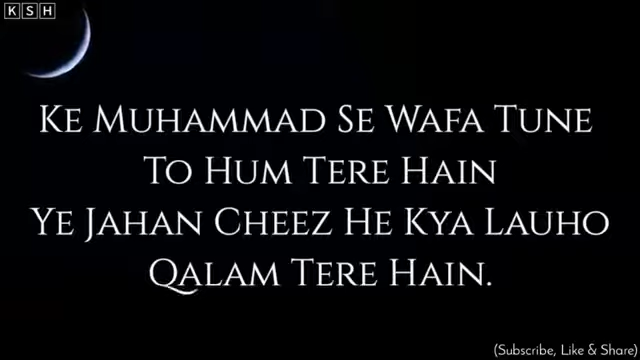 KSH
KE MUHAMMAD SE WAFA TUNE
TO HUM TERE HAIN
YE JAHAN CHEEZ HE KYA LAUHO
QALAM TERE HAIN.
(Subscribe, Like & Share)